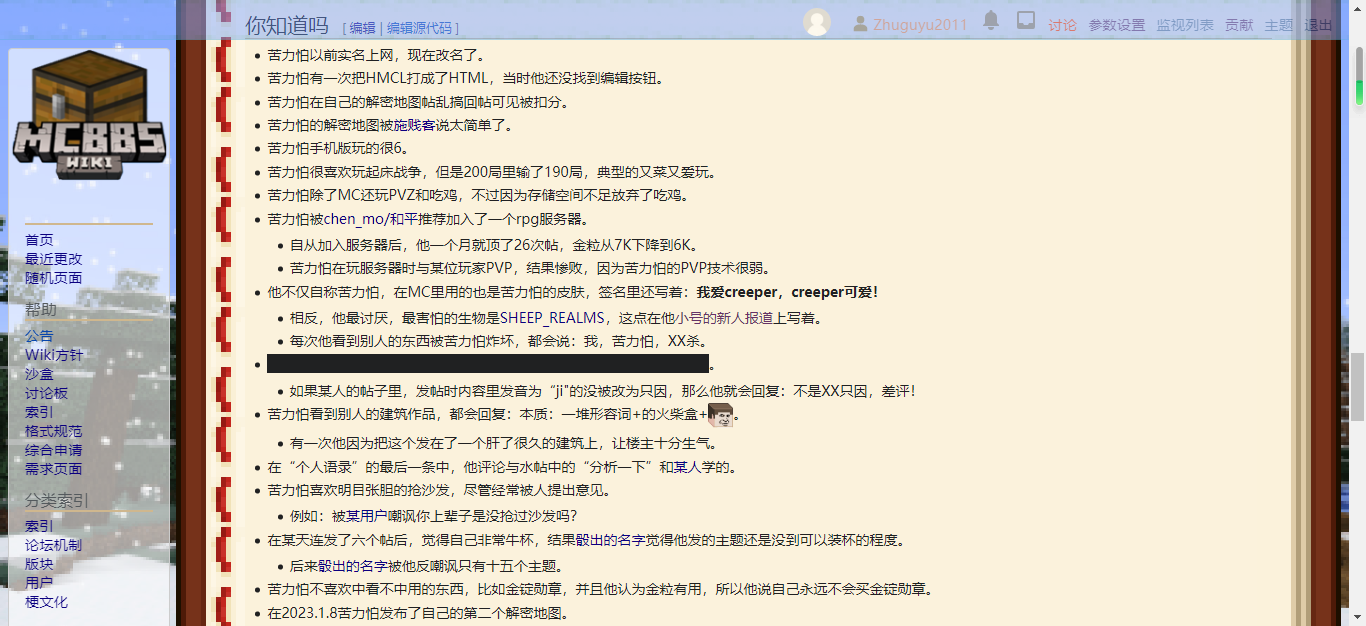 你知道吗 [ 编辑 | 编辑源代码 ]
Zhuguyu2011 讨论 参数设置 监视列表 贡献 主题 退出
MCBBS
WIKI
首页
最近更改
随机页面
帮助
公告
Wiki方针
沙盒
讨论板
索引
格式规范
综合申请
需求页面
分类索引
索引
论坛机制
版块
用户
梗文化
苦力怕以前实名上网，现在改名了。
苦力怕有一次把HMCL打成了HTML，当时他还没找到编辑按钮。
苦力怕在自己的解密地图帖乱搞回帖可见被扣分。
苦力怕的解密地图被施贱客说太简单了。
苦力怕手机版玩的很6。
苦力怕很喜欢玩起床战争，但是200局里输了190局，典型的又菜又爱玩。
苦力怕除了MC还玩PVZ和吃鸡，不过因为存储空间不足放弃了吃鸡。
苦力怕被chen_mo/和平推荐加入了一个rpg服务器。
自从加入服务器后，他一个月就顶了26次帖，金粒从7K下降到6K。
苦力怕在玩服务器时与某位玩家PVP，结果惨败，因为苦力怕的PVP技术很弱。
他不仅自称苦力怕，在MC里用的也是苦力怕的皮肤，签名里还写着：我爱creeper，creeper可爱！
相反，他最讨厌，最害怕的生物是SHEEP_REALMS，这点在他小号的新人报道上写着。
每次他看到别人的东西被苦力怕炸坏，都会说：我，苦力怕，XX杀。
。
如果某人的帖子里，发帖时内容里发音为“ji”的没被改为只因，那么他就会回复：不是XX只因，差评！
苦力怕看到别人的建筑作品，都会回复：本质：一堆形容词+的火柴盒+。
有一次他因为把这个发在了一个肝了很久的建筑上，让楼主十分生气。
在“个人语录”的最后一条中，他评论与水帖中的“分析一下”和某人学的。
苦力怕喜欢明目张胆的抢沙发，尽管经常被人提出意见。
例如：被某用户嘲讽你上辈子是没抢过沙发吗？
在某天连发了六个帖后，觉得自己非常牛杯，结果骰出的名字觉得他发的主题还是没到可以装杯的程度。
后来骰出的名字被他反嘲讽只有十五个主题。
苦力怕不喜欢中看不中用的东西，比如金锭勋章，并且他认为金粒有用，所以他说自己永远不会买金锭勋章。
在2023.1.8苦力怕发布了自己的第二个解密地图。